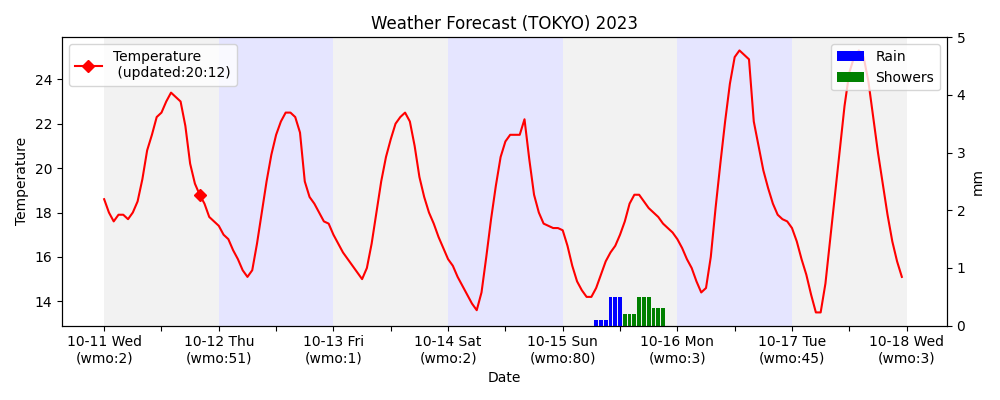 Weather Forecast (TOKYO) 2023
Temperature
(updated:20:12)
Rain
Showers
Temperature
24
22
20
18
16
14
5
4
3
2
1
0
mm
10-11 Wed
(wmo:2)
10-12 Thu
(wmo:51)
10-13 Fri
(wmo:1)
10-14 Sat
(wmo:2)
10-15 Sun
(wmo:80)
10-16 Mon
(wmo:3)
10-17 Tue
(wmo:45)
10-18 Wed
(wmo:3)
Date